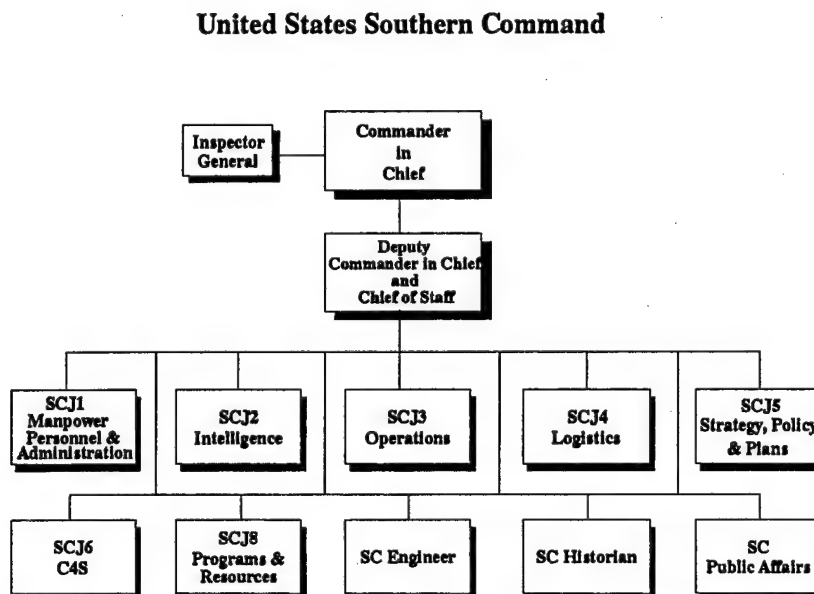 United States Southern Command
Inspector
General
Commander
in
Chief
Deputy
Commander in Chief
and
Chief of Staff
SCJ1
Manpower
Personnel &
Administration
SCJ2
Intelligence
SCJ3
Operations
SCJ4
Logistics
SCJ5
Strategy, Policy
& Plans
SCJ6
C4S
SCJ8
Programs &
Resources
SC Engineer
SC Historian
SC
Public Affairs